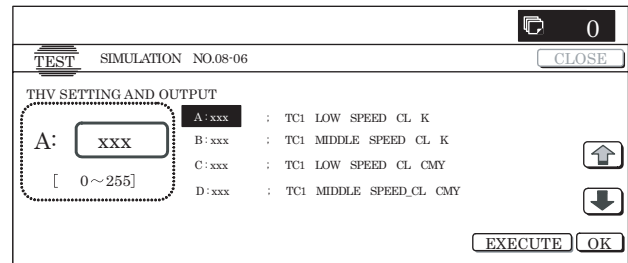 0
TEST SIMULATION NO.08-06 CLOSE
THV SETTING AND OUTPUT
A: xxx
[ 0～255]
A:xxx ; TC1 LOW SPEED CL K
B:xxx ; TC1 MIDDLE SPEED CL K
C:xxx ; TC1 LOW SPEED CL CMY
D:xxx ; TC1 MIDDLE SPEED_CL CMY
EXECUTE OK